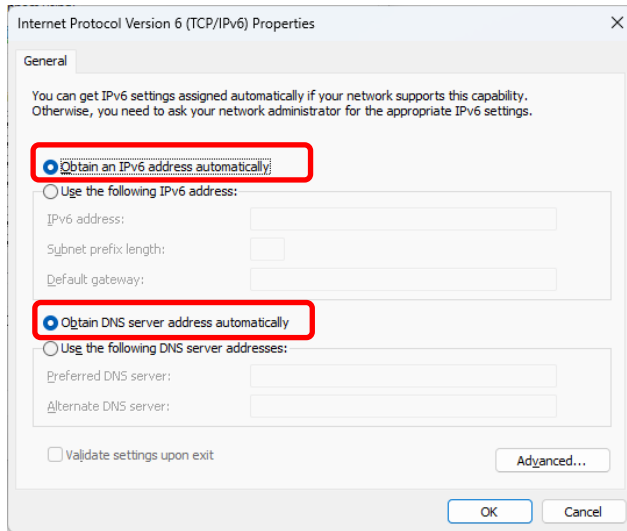 Internet Protocol Version 6 (TCP/IPv6) Properties
General
You can get IPv6 settings assigned automatically if your network supports this capability.
Otherwise, you need to ask your network administrator for the appropriate IPv6 settings.
Obtain an IPv6 address automatically
Use the following IPv6 address:
IPv6 address:
Subnet prefix length:
Default gateway:
Obtain DNS server address automatically
Use the following DNS server addresses:
Preferred DNS server:
Alternate DNS server:
Validate settings upon exit
Advanced...
OK Cancel